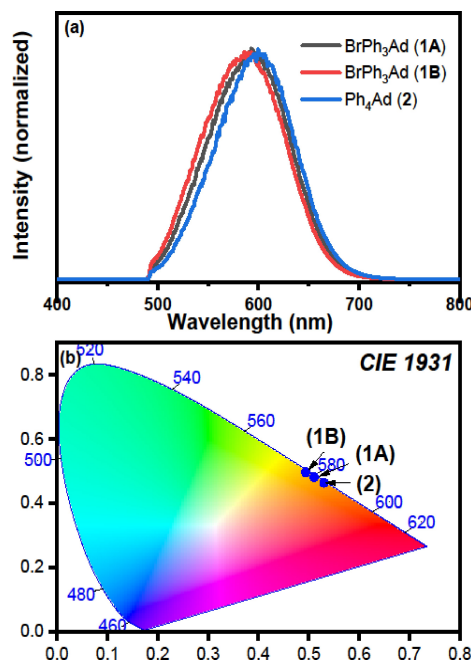 (a)
BrPh₃Ad (1A)
BrPh₃Ad (1B)
Ph₄Ad (2)
Intensity (normalized)
400 500 600 700 800
Wavelength (nm)
(b)
CIE 1931
520
540
560
(1B)
(1A)
580
(2)
500
600
620
480
460
0.8
0.6
0.4
0.2
0.0
0.0 0.1 0.2 0.3 0.4 0.5 0.6 0.7 0.8